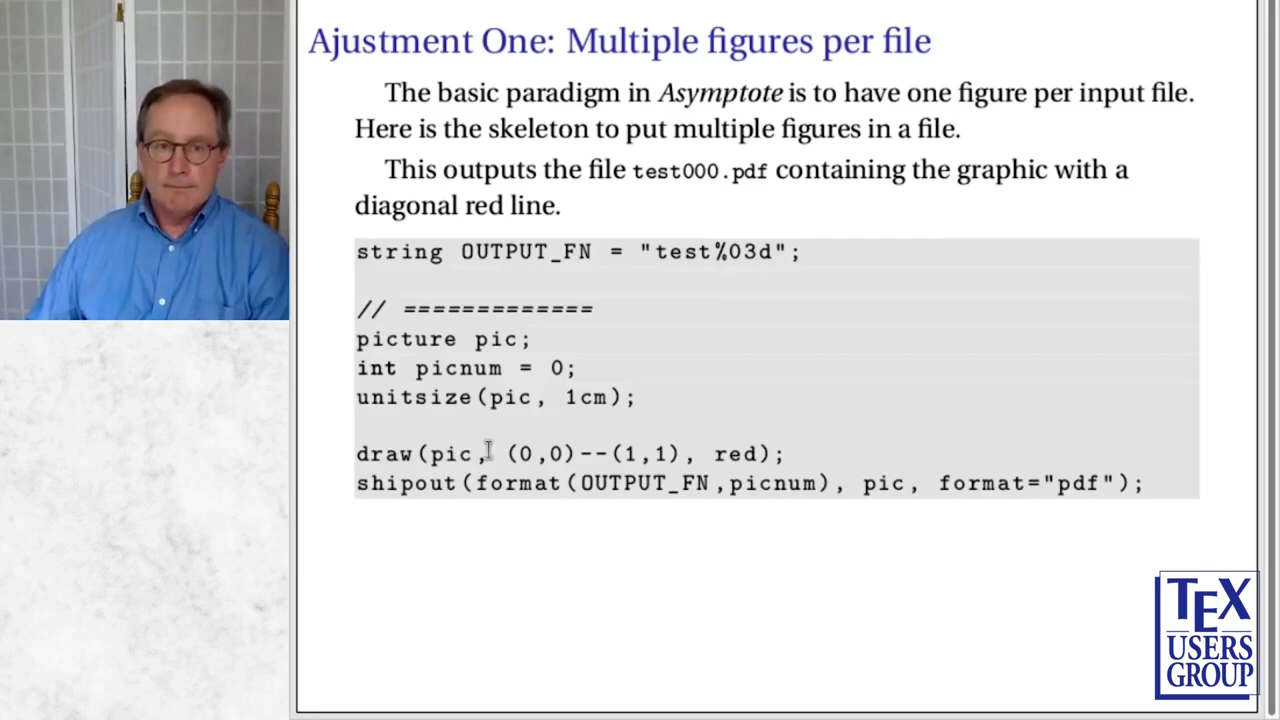 Ajustment One: Multiple figures per file
The basic paradigm in Asymptote is to have one figure per input file.
Here is the skeleton to put multiple figures in a file.
This outputs the file test000.pdf containing the graphic with a
diagonal red line.
string OUTPUT_FN = "test%03d";
// =============
picture pic;
int picnum = 0;
unitsize(pic, 1cm);
draw(pic, (0,0)--(1,1), red);
shipout(format(OUTPUT_FN,picnum), pic, format="pdf");
TEX
USERS
GROUP